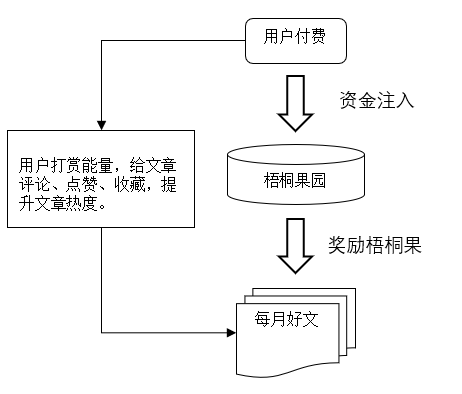 用户付费
资金注入
用户打赏能量，给文章
评论、点赞、收藏，提
升文章热度。
梧桐果园
奖励梧桐果
每月好文